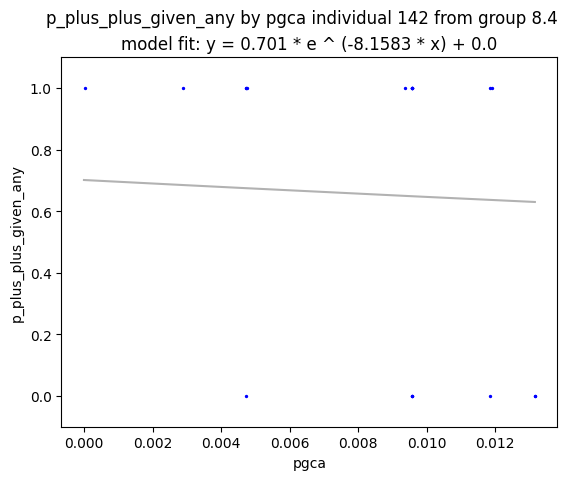 p_plus_plus_given_any by pgca individual 142 from group 8.4
model fit: y = 0.701 * e ^ (-8.1583 * x) + 0.0
1.0
0.8
0.6
0.4
0.2
0.0
p_plus_plus_given_any
0.000 0.002 0.004 0.006 0.008 0.010 0.012
pgca